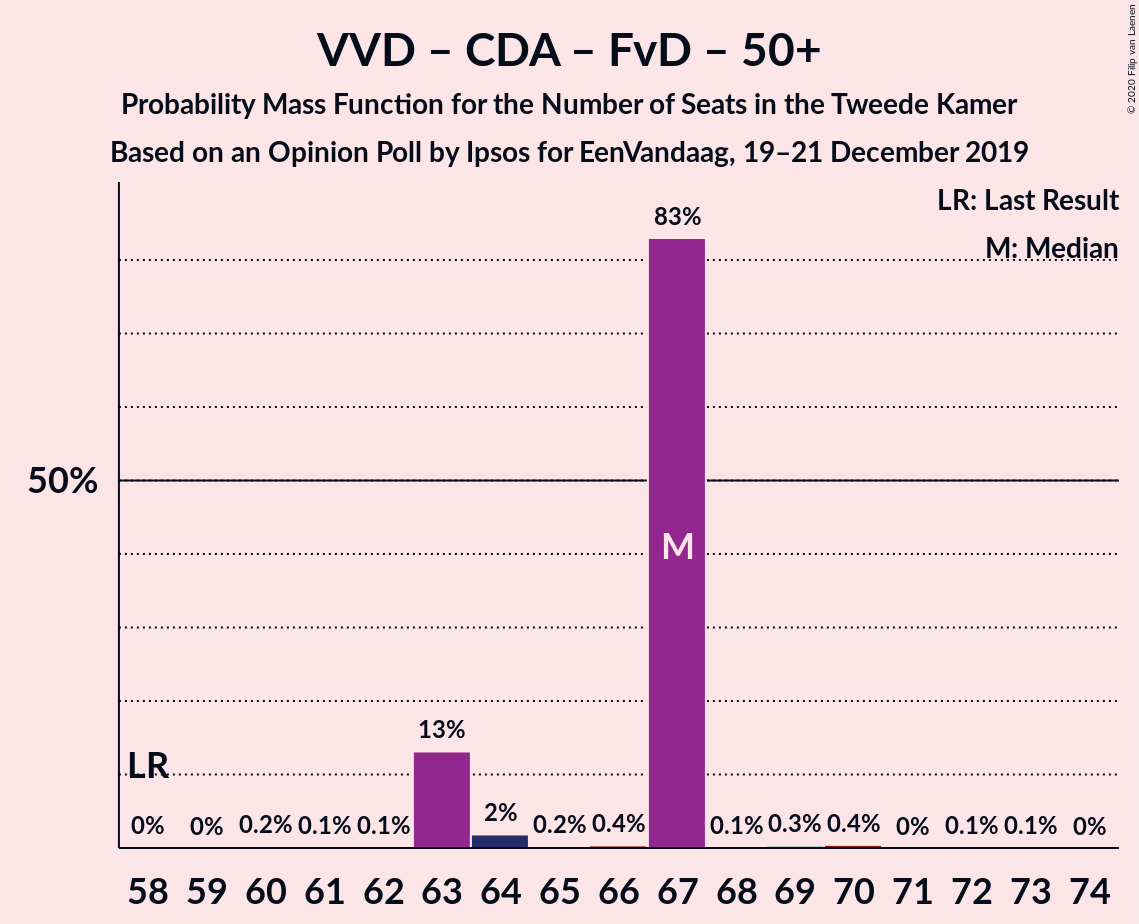 VVD – CDA – FvD – 50+
Probability Mass Function for the Number of Seats in the Tweede Kamer
Based on an Opinion Poll by Ipsos for EenVandaag, 19–21 December 2019
© 2020 Filip van Laenen
LR: Last Result
M: Median
83%
50%
M
13%
LR
0% 0% 0.2% 0.1% 0.1% 2% 0.2% 0.4% 0.1% 0.3% 0.4% 0% 0.1% 0.1% 0%
58 59 60 61 62 63 64 65 66 67 68 69 70 71 72 73 74